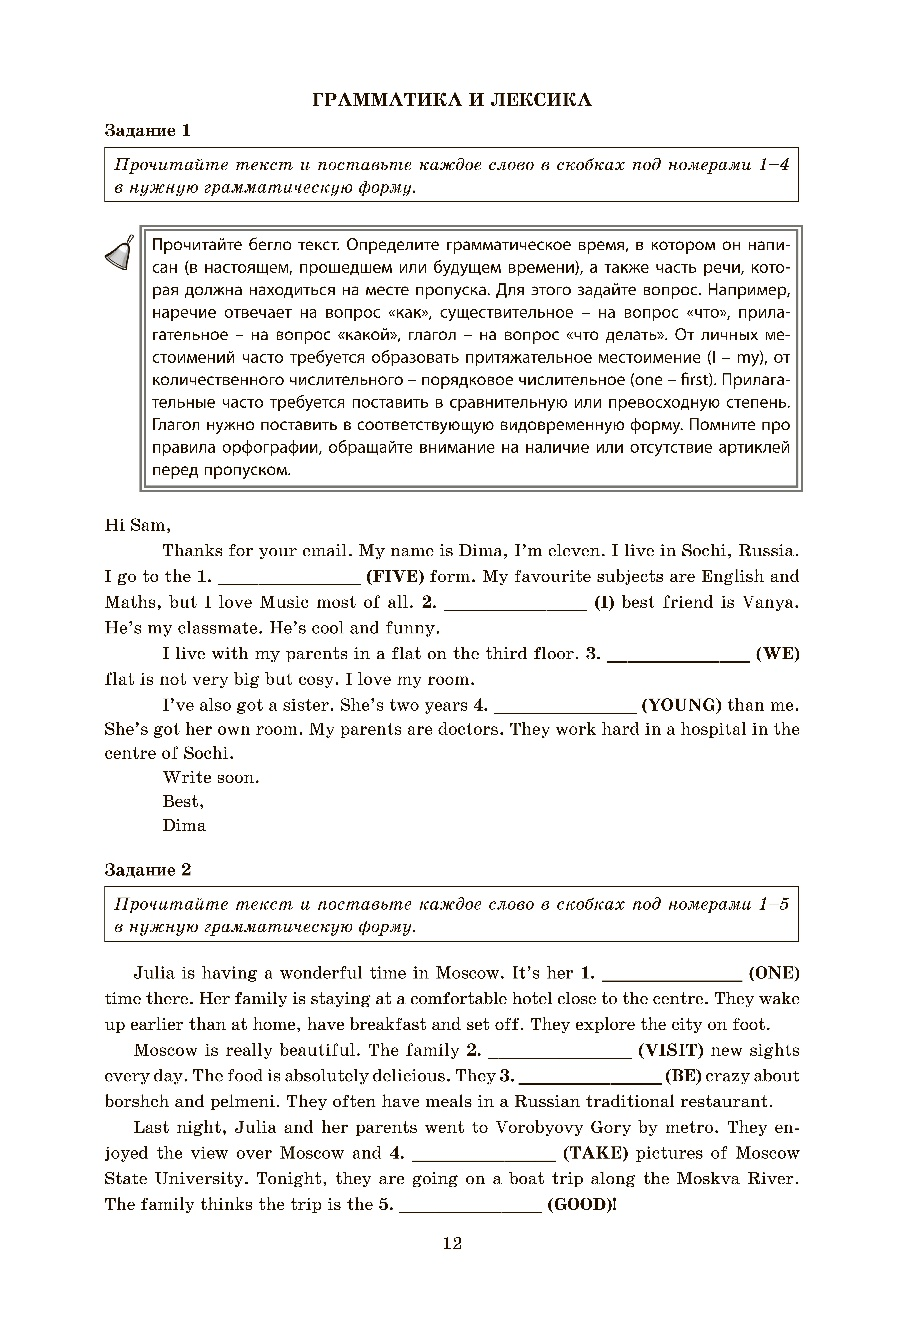 ГРАММАТИКА И ЛЕКСИКА
Задание 1
Прочитайте текст и поставьте каждое слово в скобках под номерами 1–4
в нужную грамматическую форму.
Прочитайте бегло текст. Определите грамматическое время, в котором он напи-
сан (в настоящем, прошедшем или будущем времени), а также часть речи, кото-
рая должна находиться на месте пропуска. Для этого задайте вопрос. Например,
наречие отвечает на вопрос «как», существительное – на вопрос «что», прила-
гательное – на вопрос «какой», глагол – на вопрос «что делать». От личных ме-
стоимений часто требуется образовать притяжательное местоимение (I – my), от
количественного числительного – порядковое числительное (one – first). Прилага-
тельные часто требуется поставить в сравнительную или превосходную степень.
Глагол нужно поставить в соответствующую видовременную форму. Помните про
правила орфографии, обращайте внимание на наличие или отсутствие артиклей
перед пропуском.
Hi Sam,
Thanks for your email. My name is Dima, I’m eleven. I live in Sochi, Russia.
I go to the 1. ______________ (FIVE) form. My favourite subjects are English and
Maths, but I love Music most of all. 2. ______________ (I) best friend is Vanya.
He’s my classmate. He’s cool and funny.
I live with my parents in a flat on the third floor. 3. ______________ (WE)
flat is not very big but cosy. I love my room.
I’ve also got a sister. She’s two years 4. ______________ (YOUNG) than me.
She’s got her own room. My parents are doctors. They work hard in a hospital in the
centre of Sochi.
Write soon.
Best,
Dima
Задание 2
Прочитайте текст и поставьте каждое слово в скобках под номерами 1–5
в нужную грамматическую форму.
Julia is having a wonderful time in Moscow. It’s her 1. ______________ (ONE)
time there. Her family is staying at a comfortable hotel close to the centre. They wake
up earlier than at home, have breakfast and set off. They explore the city on foot.
Moscow is really beautiful. The family 2. ______________ (VISIT) new sights
every day. The food is absolutely delicious. They 3. ______________ (BE) crazy about
borshch and pelmeni. They often have meals in a Russian traditional restaurant.
Last night, Julia and her parents went to Vorobyovy Gory by metro. They en-
joyed the view over Moscow and 4. ______________ (TAKE) pictures of Moscow
State University. Tonight, they are going on a boat trip along the Moskva River.
The family thinks the trip is the 5. ______________ (GOOD)!
12